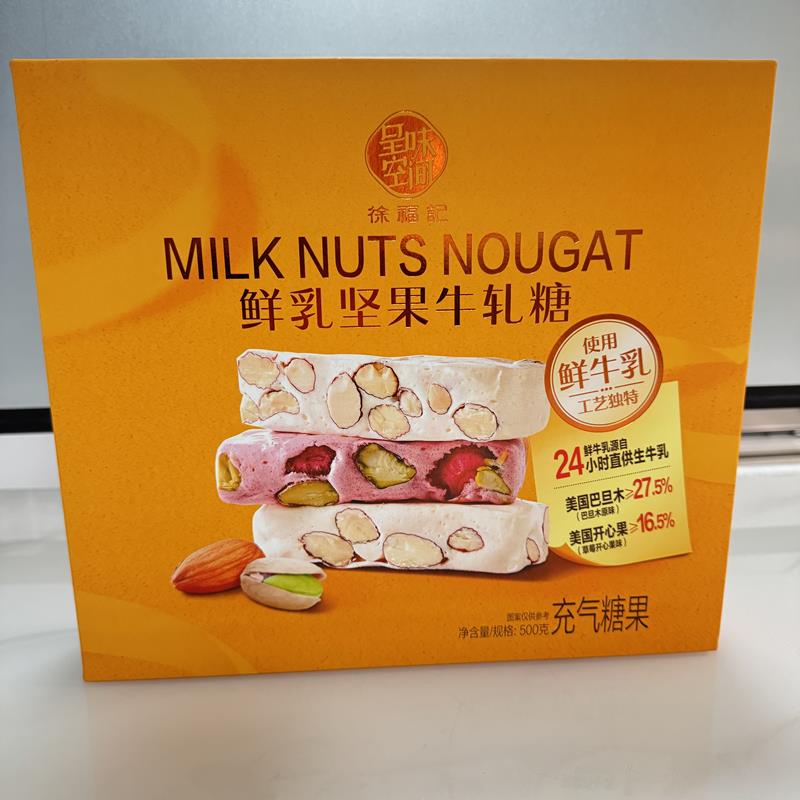 呈味
空间
徐福記
MILK NUTS NOUGAT
鲜乳坚果牛轧糖
使用
鲜牛乳
工艺独特
鲜牛乳源自
24小时直供生牛乳
美国巴旦木≥27.5%
(巴旦木原味)
美国开心果≥16.5%
(草莓开心果味)
图案仅供参考
净含量/规格: 500克
充气糖果